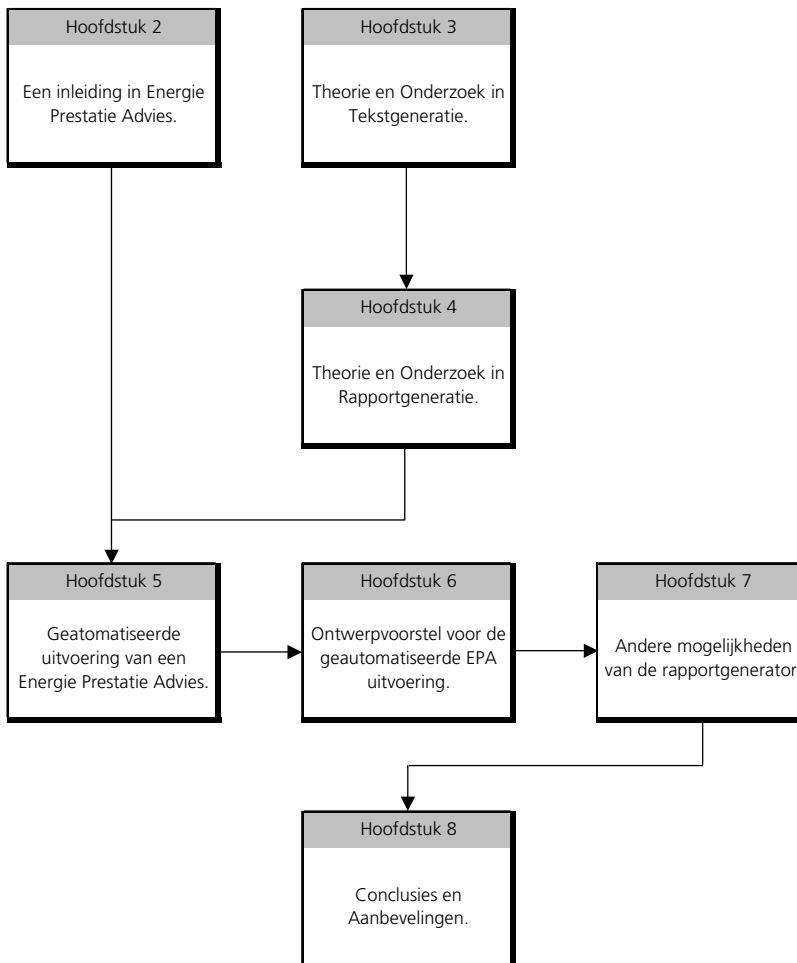 Hoofdstuk 2
Een inleiding in Energie
Prestatie Advies.
Hoofdstuk 3
Theorie en Onderzoek in
Tekstgeneratie.
Hoofdstuk 4
Theorie en Onderzoek in
Rapportgeneratie.
Hoofdstuk 5
Geatomatiseerde
uitvoering van een
Energie Prestatie Advies.
Hoofdstuk 6
Ontwerpvoorstel voor de
geautomatiseerde EPA
uitvoering.
Hoofdstuk 7
Andere mogelijkheden
van de rapportgenerator
Hoofdstuk 8
Conclusies en
Aanbevelingen.